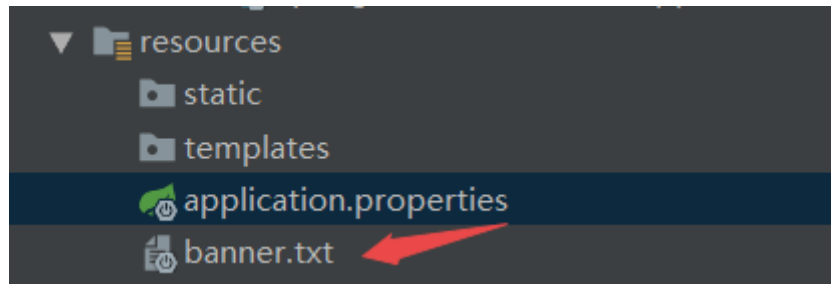 resources
static
templates
application.properties
banner.txt